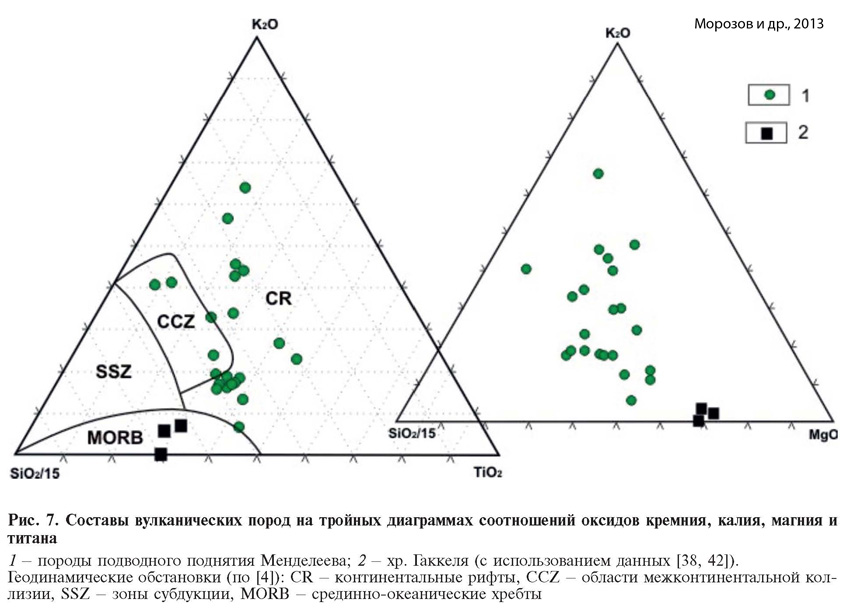 Морозов и др., 2013
K₂O
K₂O
1
2
CR
CCZ
SSZ
MORB
SiO₂/15
TiO₂
SiO₂/15
MgO
Рис. 7. Составы вулканических пород на тройных диаграммах соотношений оксидов кремния, калия, магния и
титана
1 – породы подводного поднятия Менделеева; 2 – хр. Гаккеля (с использованием данных [38, 42]).
Геодинамические обстановки (по [4]): CR – континентальные рифты, CCZ – области межконтинентальной кол-
лизии, SSZ – зоны субдукции, MORB – срединно-океанические хребты